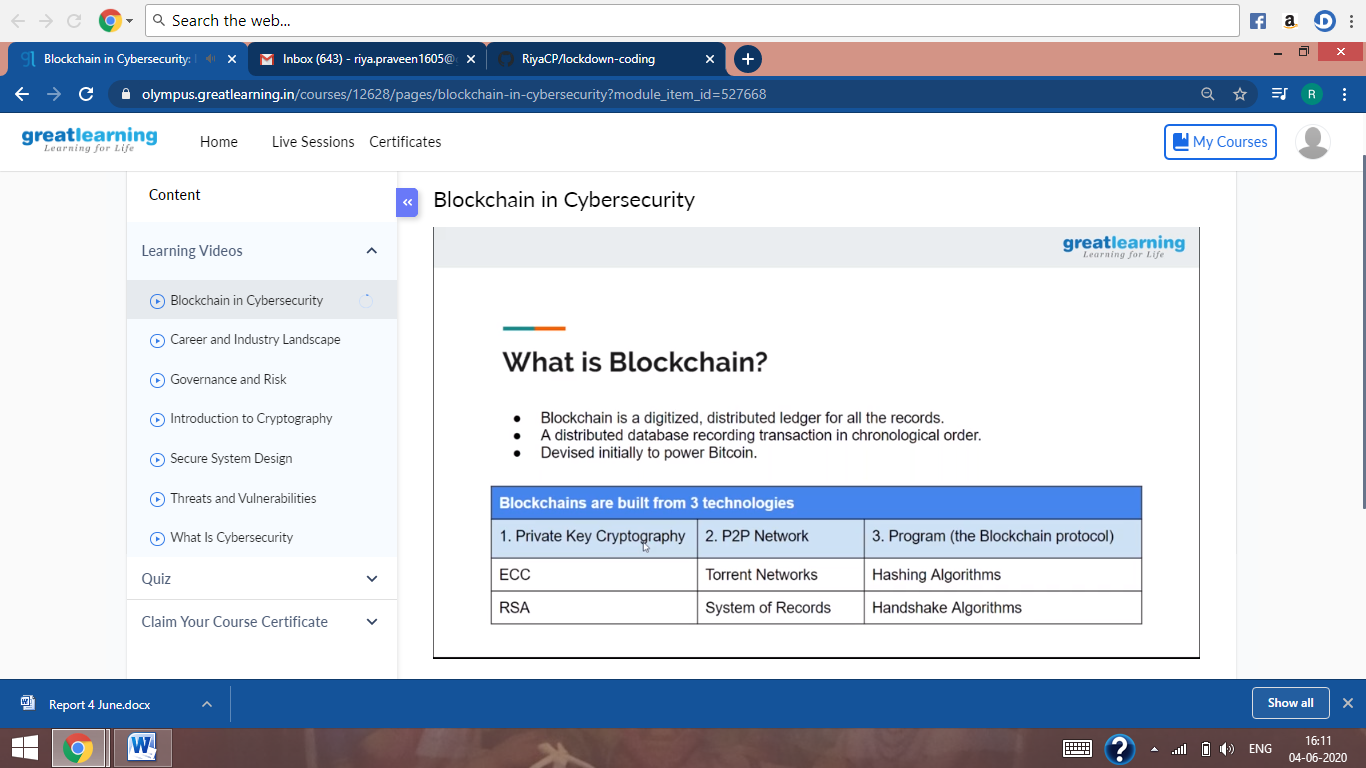 Search the web...
Blockchain in Cybersecurity:
Inbox (643) - riya.praveen1605@
RiyaCP/lockdown-coding
olympus.greatlearning.in/courses/12628/pages/blockchain-in-cybersecurity?module_item_id=527668
R
greatlearning
Learning for Life
Home
Live Sessions
Certificates
My Courses
Content
Learning Videos
Blockchain in Cybersecurity
Career and Industry Landscape
Governance and Risk
Introduction to Cryptography
Secure System Design
Threats and Vulnerabilities
What Is Cybersecurity
Quiz
Claim Your Course Certificate
Blockchain in Cybersecurity
greatlearning
Learning for Life
What is Blockchain?
● Blockchain is a digitized, distributed ledger for all the records.
● A distributed database recording transaction in chronological order.
● Devised initially to power Bitcoin.
Blockchains are built from 3 technologies
1. Private Key Cryptography 2. P2P Network 3. Program (the Blockchain protocol)
ECC Torrent Networks Hashing Algorithms
RSA System of Records Handshake Algorithms
Report 4 June.docx
Show all
ENG
16:11
04-06-2020